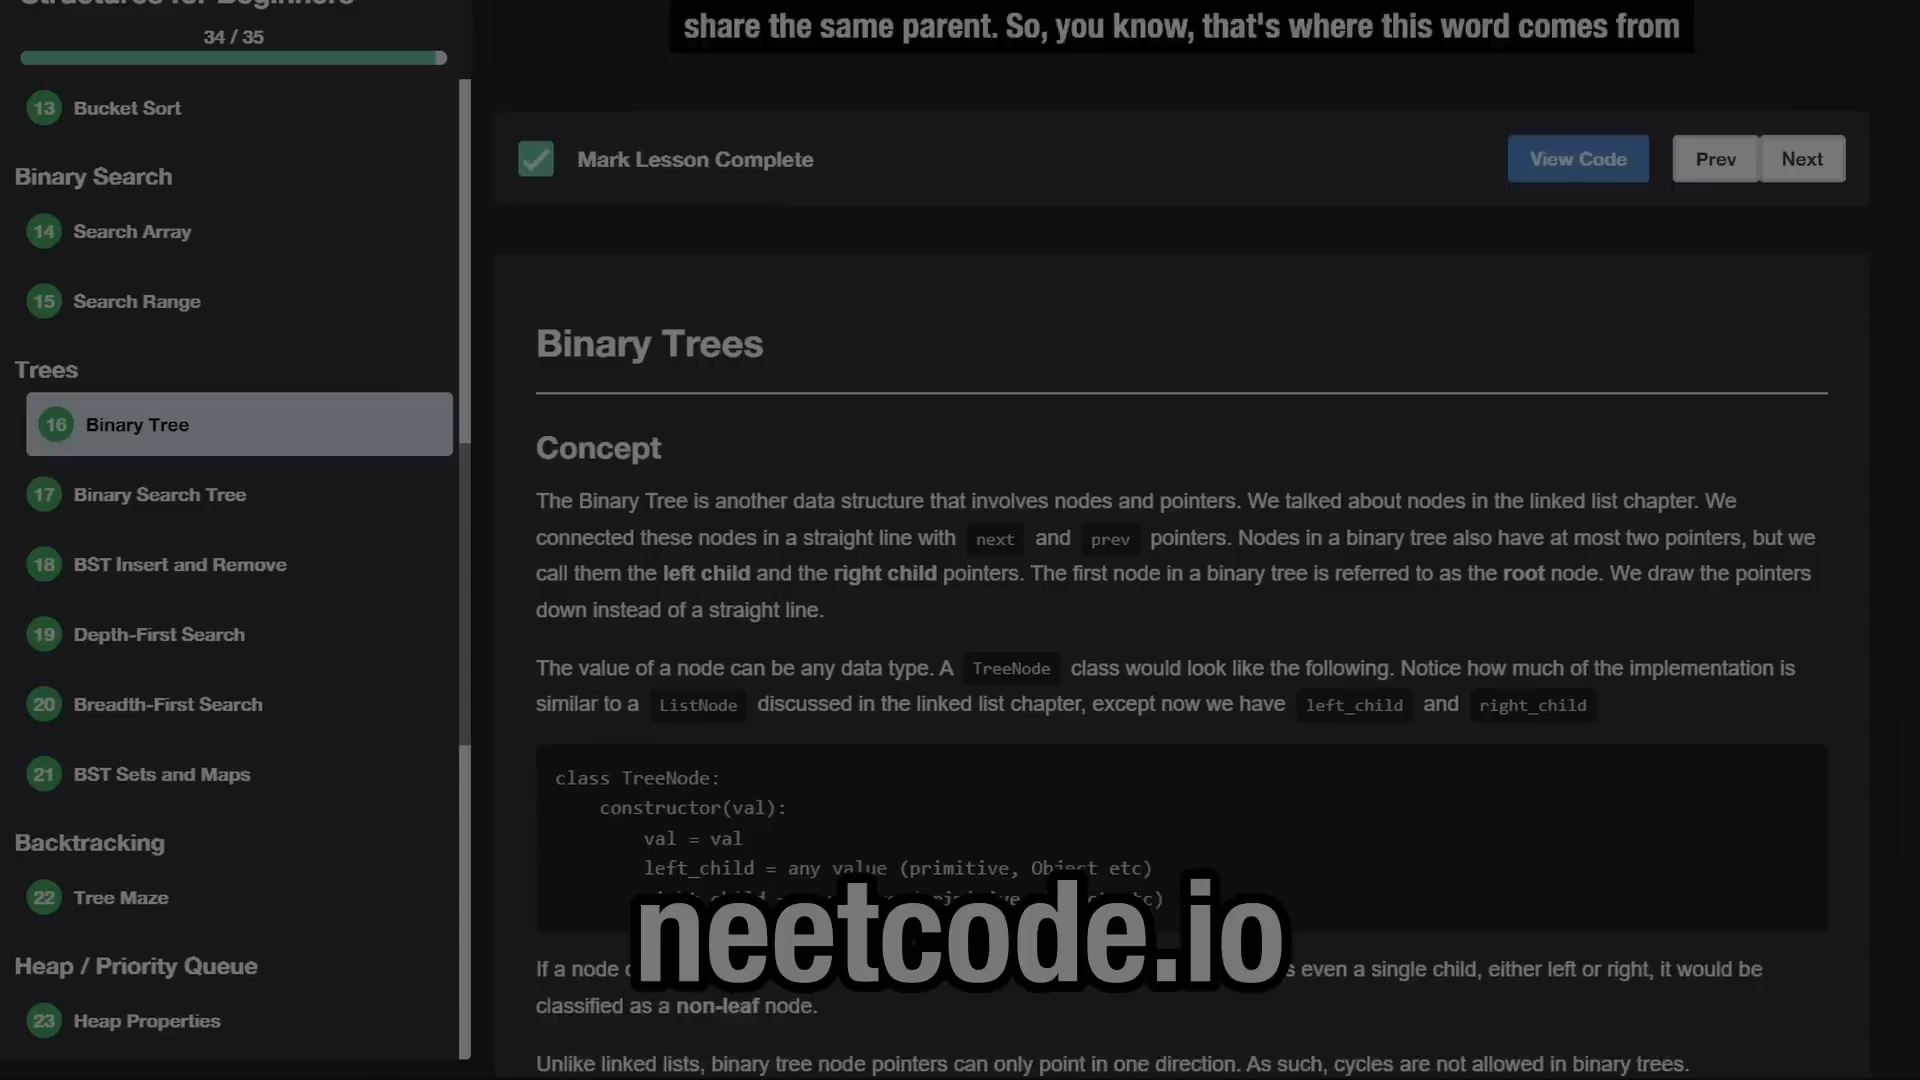 Structures for Beginners
34 / 35
13 Bucket Sort
Binary Search
14 Search Array
15 Search Range
Trees
16 Binary Tree
17 Binary Search Tree
18 BST Insert and Remove
19 Depth-First Search
20 Breadth-First Search
21 BST Sets and Maps
Backtracking
22 Tree Maze
Heap / Priority Queue
23 Heap Properties
share the same parent. So, you know, that's where this word comes from
Mark Lesson Complete
View Code
Prev
Next
Binary Trees
Concept
The Binary Tree is another data structure that involves nodes and pointers. We talked about nodes in the linked list chapter. We
connected these nodes in a straight line with next and prev pointers. Nodes in a binary tree also have at most two pointers, but we
call them the left child and the right child pointers. The first node in a binary tree is referred to as the root node. We draw the pointers
down instead of a straight line.
The value of a node can be any data type. A TreeNode class would look like the following. Notice how much of the implementation is
similar to a ListNode discussed in the linked list chapter, except now we have left_child and right_child
class TreeNode:
constructor(val):
val = val
left_child = any value (primitive, Object etc)
neetcode.io
If a node
even a single child, either left or right, it would be
classified as a non-leaf node.
Unlike linked lists, binary tree node pointers can only point in one direction. As such, cycles are not allowed in binary trees.